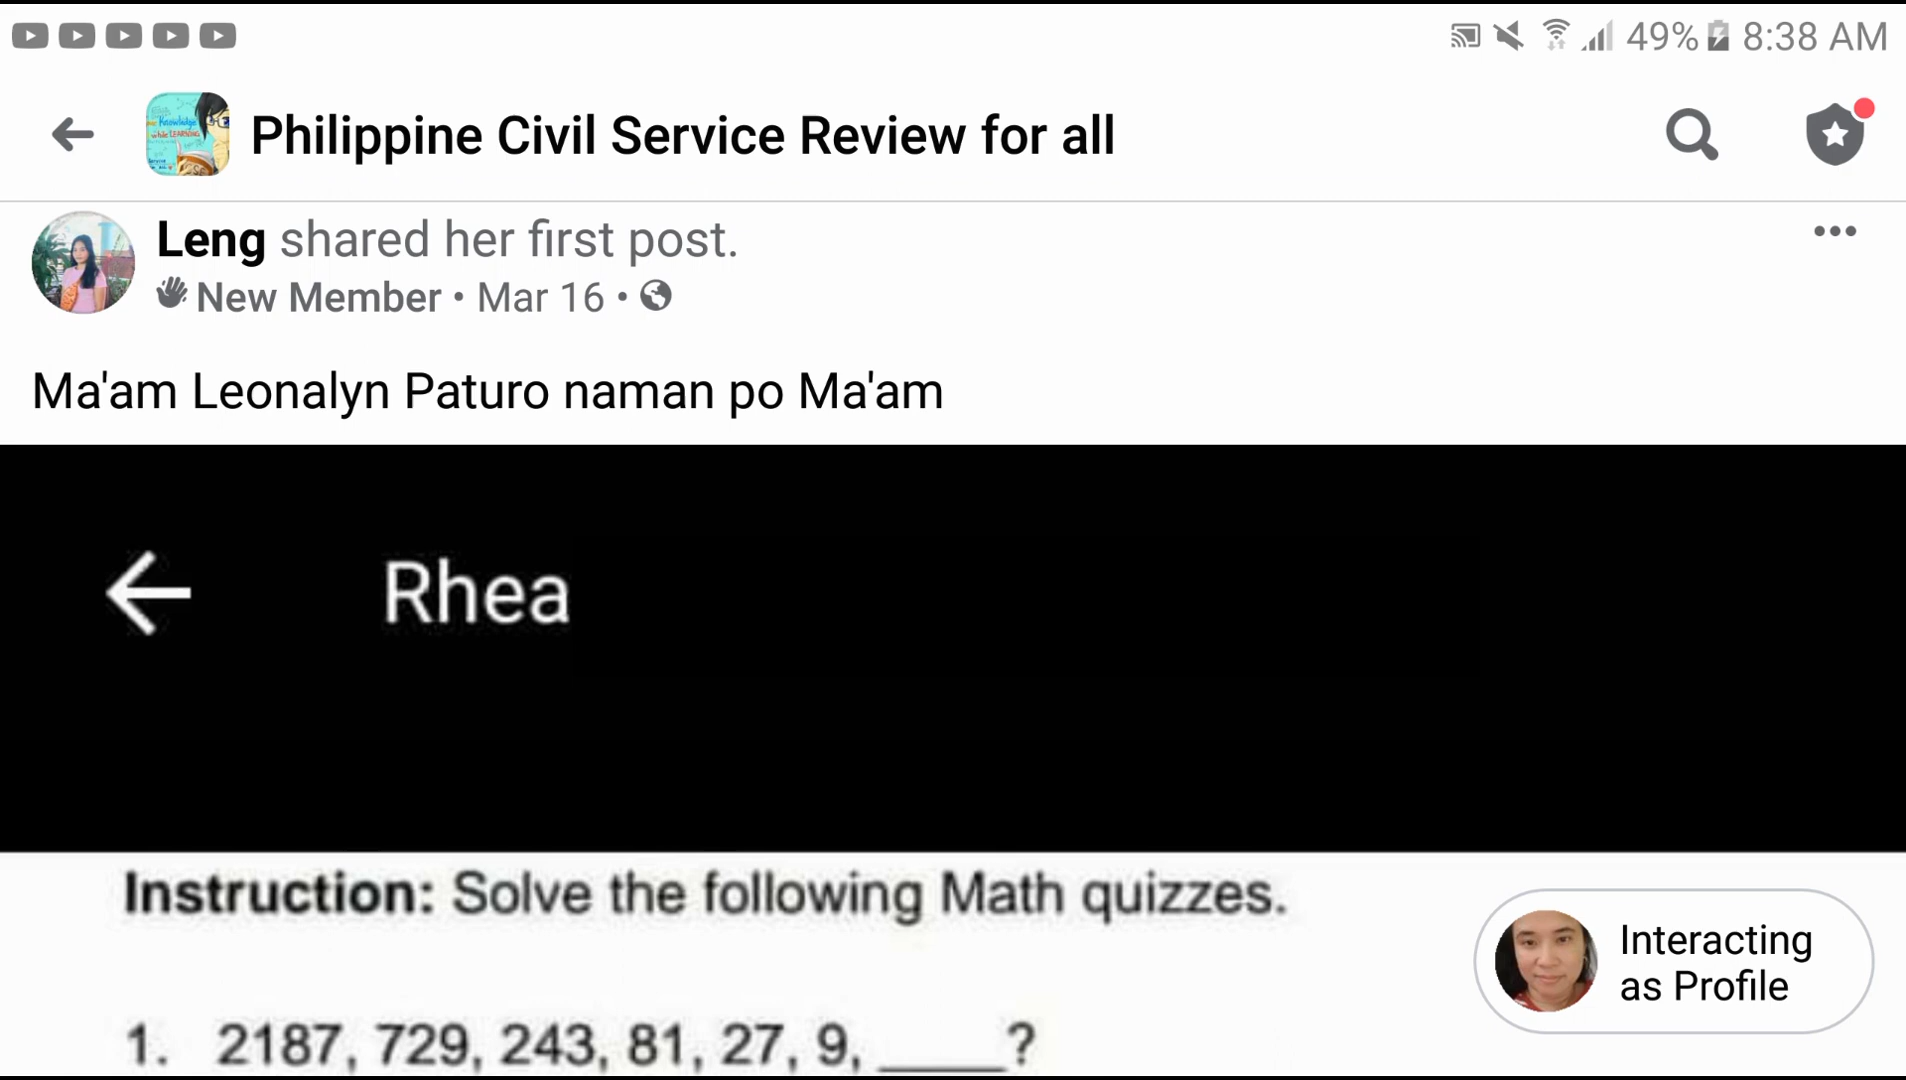 49% 8:38 AM
Philippine Civil Service Review for all
Leng shared her first post.
New Member • Mar 16 •
Ma'am Leonalyn Paturo naman po Ma'am
Rhea
Instruction: Solve the following Math quizzes.
Interacting
as Profile
1. 2187, 729, 243, 81, 27, 9, _____?